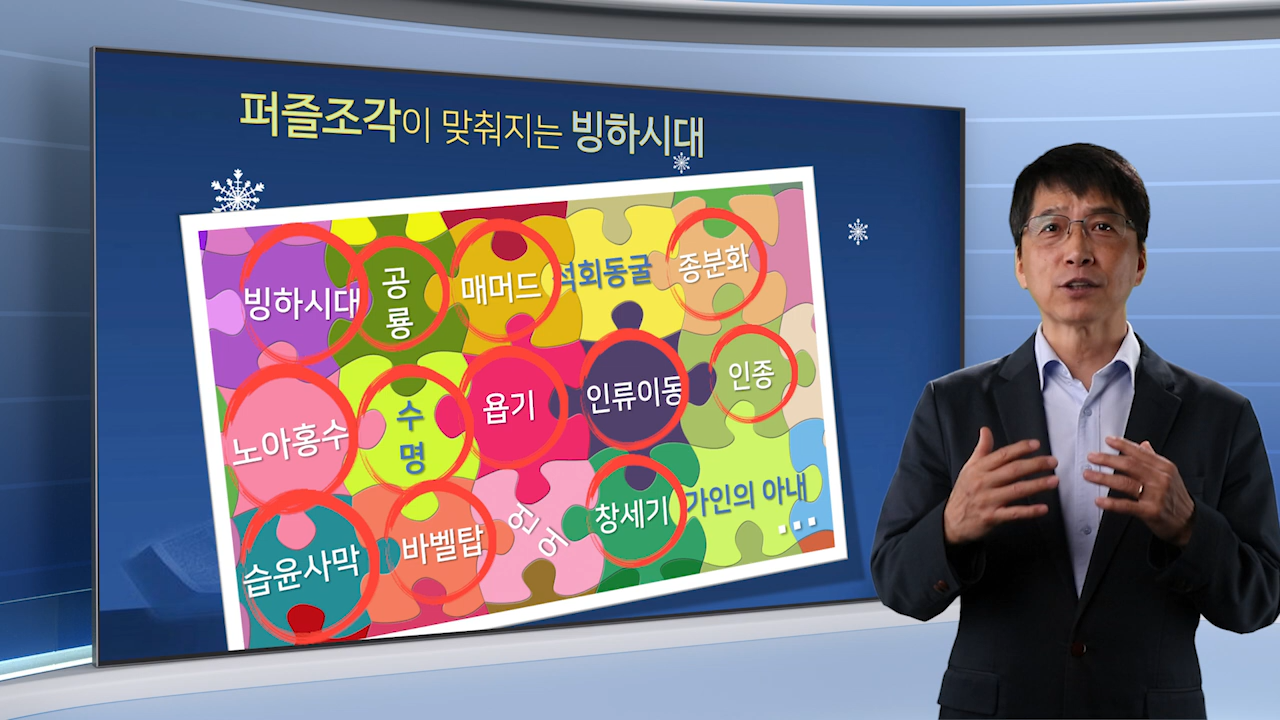 퍼즐조각이 맞춰지는 빙하시대
빙하시대
공룡
매머드
석회동굴
종분화
노아홍수
수명
욥기
인류이동
인종
습윤사막
바벨탑
언어
창세기
가인의 아내
...